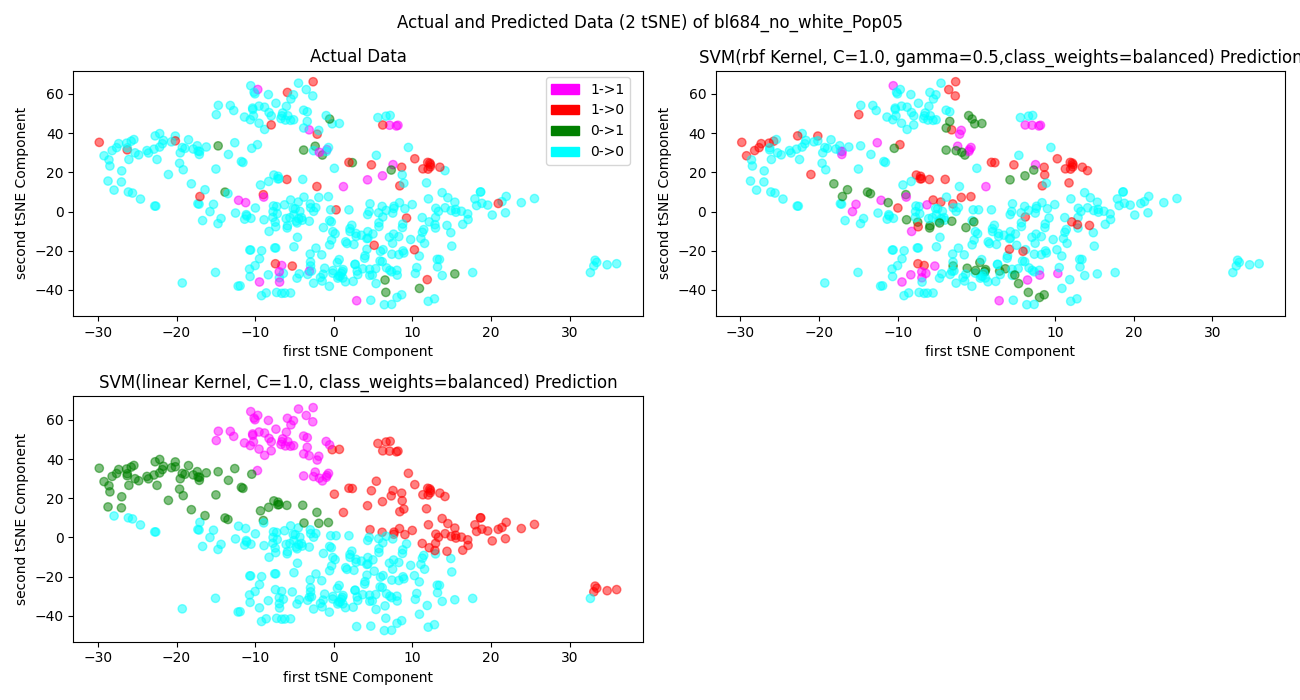 Actual and Predicted Data (2 tSNE) of bl684_no_white_Pop05
Actual Data
second tSNE Component
60
40
20
0
−20
−40
1->1
1->0
0->1
0->0
−30 −20 −10 0 10 20 30
first tSNE Component
SVM(rbf Kernel, C=1.0, gamma=0.5,class_weights=balanced) Prediction
second tSNE Component
60
40
20
0
−20
−40
−30 −20 −10 0 10 20 30
first tSNE Component
SVM(linear Kernel, C=1.0, class_weights=balanced) Prediction
second tSNE Component
60
40
20
0
−20
−40
−30 −20 −10 0 10 20 30
first tSNE Component